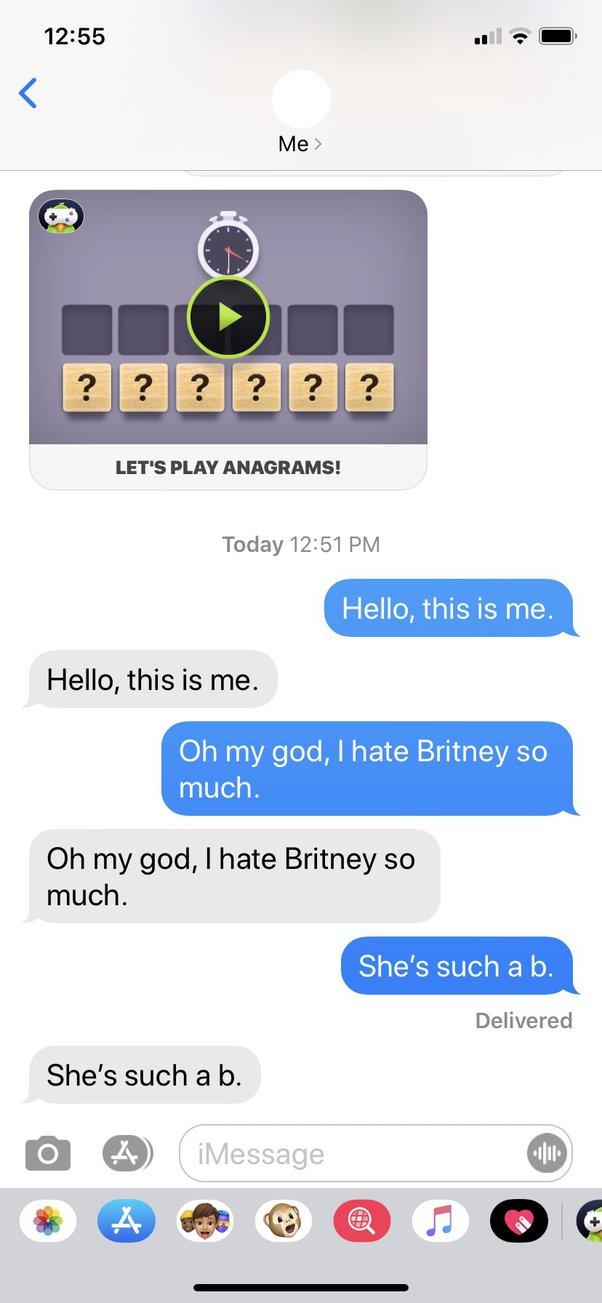 12:55
Me
? ? ? ? ? ?
LET'S PLAY ANAGRAMS!
Today 12:51 PM
Hello, this is me.
Hello, this is me.
Oh my god, I hate Britney so
much.
Oh my god, I hate Britney so
much.
She’s such a b.
Delivered
She’s such a b.
iMessage